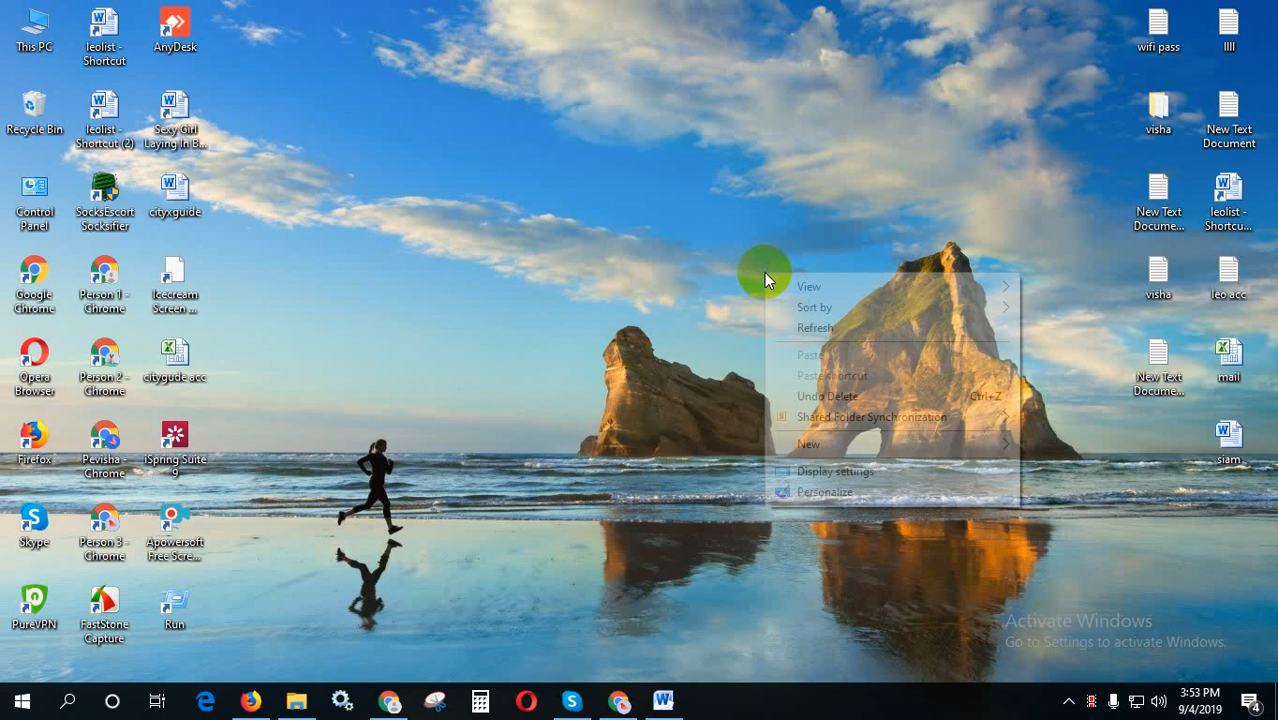 This PC
leolist -
Shortcut
AnyDesk
Recycle Bin
leolist -
Shortcut (2)
Sexy Girl
Laying In B...
Control
Panel
SocksEscort
Socksifier
cityxguide
Google
Chrome
Person 1 -
Chrome
Icecream
Screen ...
Opera
Browser
Person 2 -
Chrome
citygude acc
Firefox
Pevisha -
Chrome
iSpring Suite
9
Skype
Person 3 -
Chrome
Apowersoft
Free Scre...
PureVPN
FastStone
Capture
Run
View
Sort by
Refresh
Paste
Paste shortcut
Undo Delete Ctrl+Z
Shared Folder Synchronization
New
Display settings
Personalize
wifi pass
llll
visha
New Text
Document
New Text
Docume...
leolist -
Shortcu...
visha
leo acc
New Text
Docume...
mail
siam
Activate Windows
Go to Settings to activate Windows.
3:53 PM
9/4/2019
4